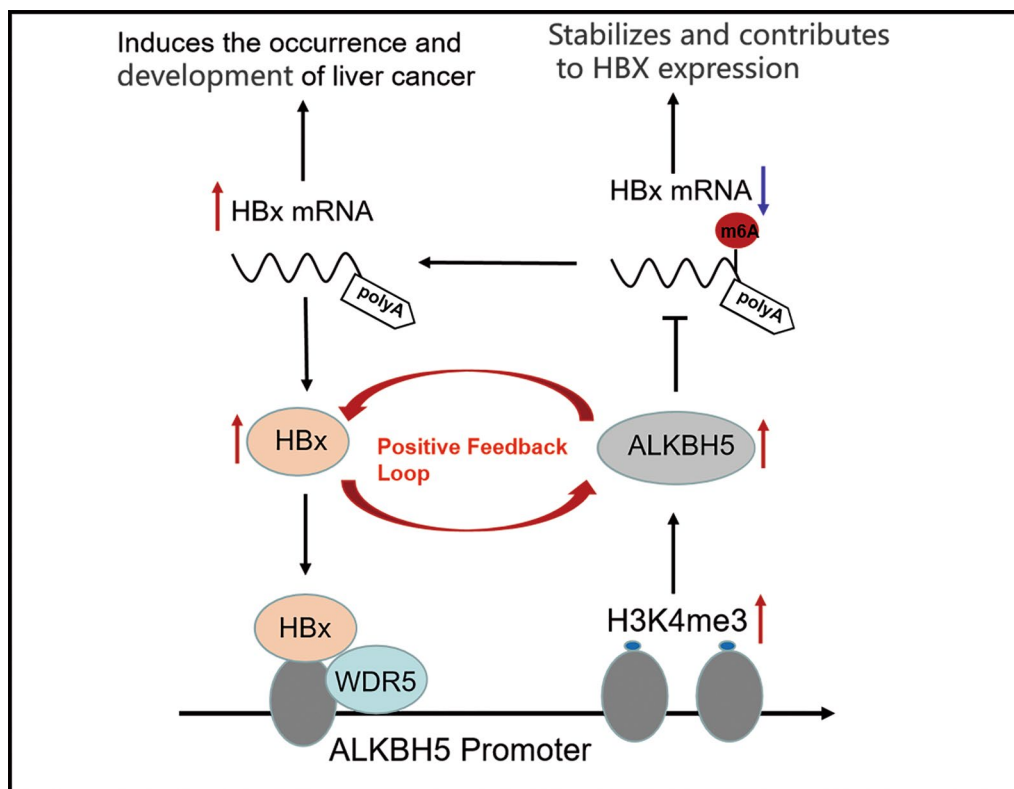 Induces the occurrence and
development of liver cancer
Stabilizes and contributes
to HBX expression
HBx mRNA
HBx mRNA
m6A
polyA
polyA
HBx
Positive Feedback
Loop
ALKBH5
HBx
WDR5
H3K4me3
ALKBH5 Promoter